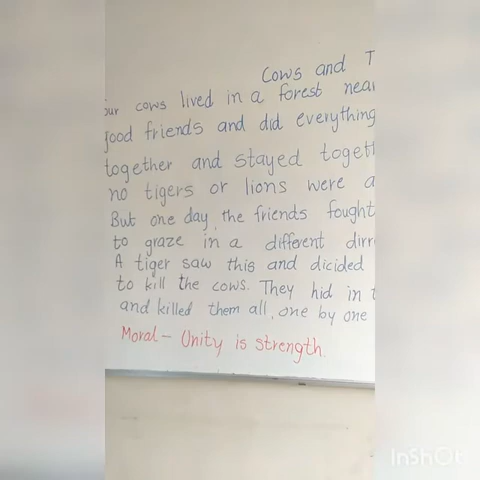 Cows and T
our cows lived in a forest near
good friends and did everything
together and stayed togeth
no tigers or lions were a
But one day, the friends fought
to graze in a different dirr
A tiger saw this and dicided
to kill the cows. They hid in t
and killed them all, one by one
Moral - Unity is strength.
InShOt